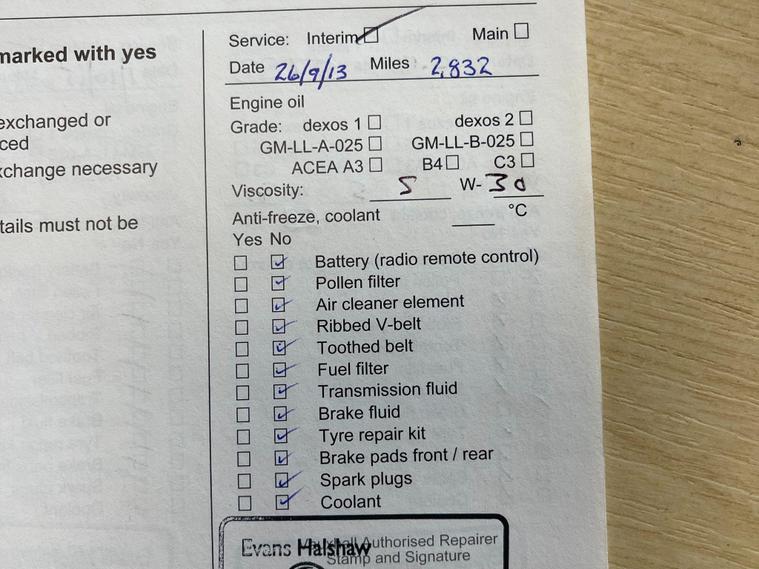 marked with yes
exchanged or
ced
xchange necessary
tails must not be
Service: Interim ☑ Main ☐
Date 26/9/13 Miles 2,832
Engine oil
Grade: dexos 1 ☐ dexos 2 ☐
GM-LL-A-025 ☐ GM-LL-B-025 ☐
ACEA A3 ☐ B4 ☐ C3 ☐
Viscosity: 5 W- 30
Anti-freeze, coolant °C
Yes No
☐ ☑ Battery (radio remote control)
☐ ☑ Pollen filter
☐ ☑ Air cleaner element
☐ ☑ Ribbed V-belt
☐ ☑ Toothed belt
☐ ☑ Fuel filter
☐ ☑ Transmission fluid
☐ ☑ Brake fluid
☐ ☑ Tyre repair kit
☐ ☑ Brake pads front / rear
☐ ☑ Spark plugs
☐ ☑ Coolant
Evans Halshaw
Authorised Repairer
Stamp and Signature